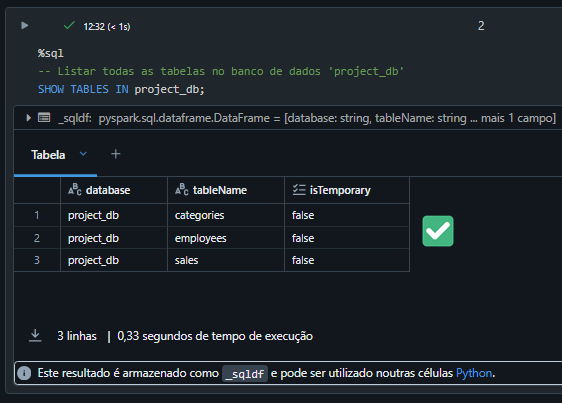 12:32 (< 1s)
2
%sql
-- Listar todas as tabelas no banco de dados 'project_db'
SHOW TABLES IN project_db;
_sqldf: pyspark.sql.dataframe.DataFrame = [database: string, tableName: string ... mais 1 campo]
Tabela
database tableName isTemporary
1 project_db categories false
2 project_db employees false
3 project_db sales false
3 linhas | 0,33 segundos de tempo de execução
Este resultado é armazenado como _sqldf e pode ser utilizado noutras células Python.